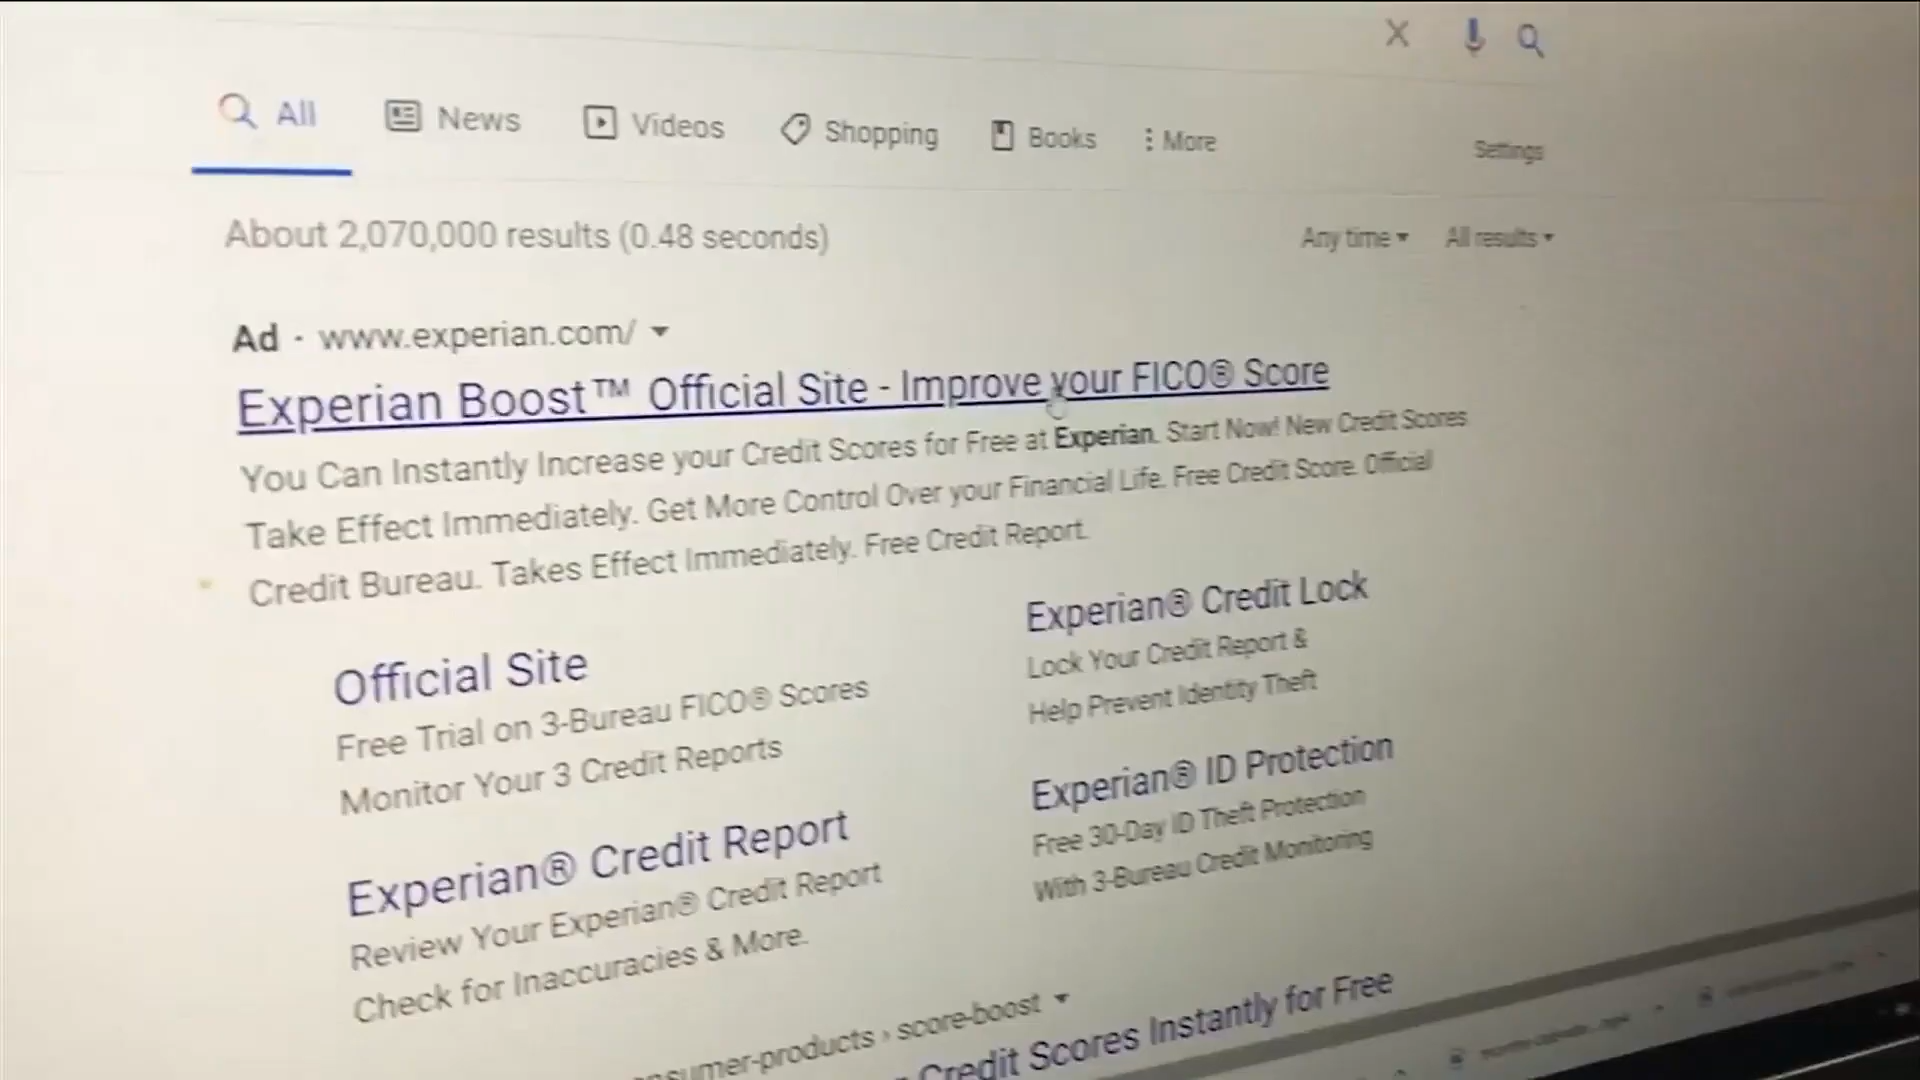 All News Videos Shopping Books More Settings
About 2,070,000 results (0.48 seconds) Any time All results
Ad · www.experian.com/
Experian Boost™ Official Site - Improve your FICO® Score
You Can Instantly Increase your Credit Scores for Free at Experian. Start Now! New Credit Scores
Take Effect Immediately. Get More Control Over your Financial Life. Free Credit Score. Official
Credit Bureau. Takes Effect Immediately. Free Credit Report.
Official Site
Free Trial on 3-Bureau FICO® Scores
Monitor Your 3 Credit Reports
Experian® Credit Lock
Lock Your Credit Report &
Help Prevent Identity Theft
Experian® Credit Report
Review Your Experian® Credit Report
Check for Inaccuracies & More.
Experian® ID Protection
Free 30-Day ID Theft Protection
With 3-Bureau Credit Monitoring
nsumer-products › score-boost
Credit Scores Instantly for Free